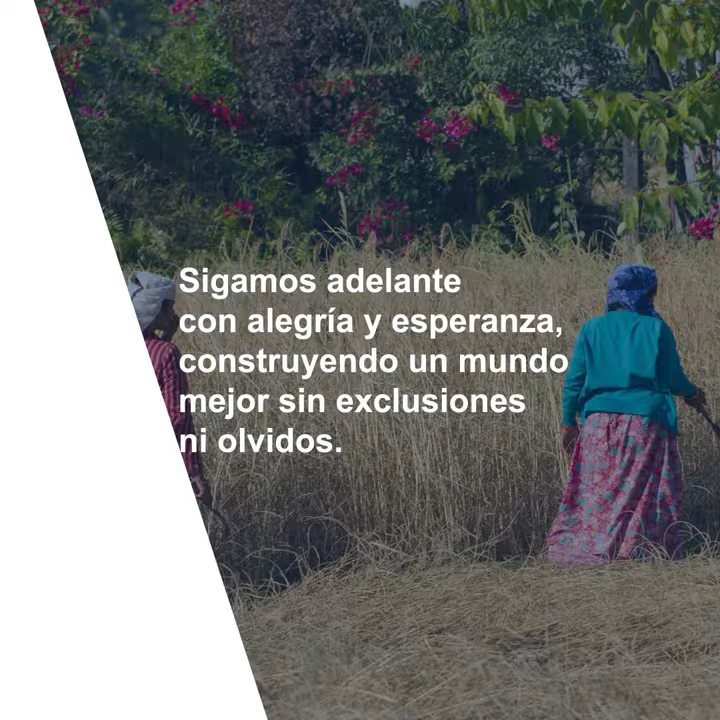 Sigamos adelante
con alegría y esperanza,
construyendo un mundo
mejor sin exclusiones
ni olvidos.